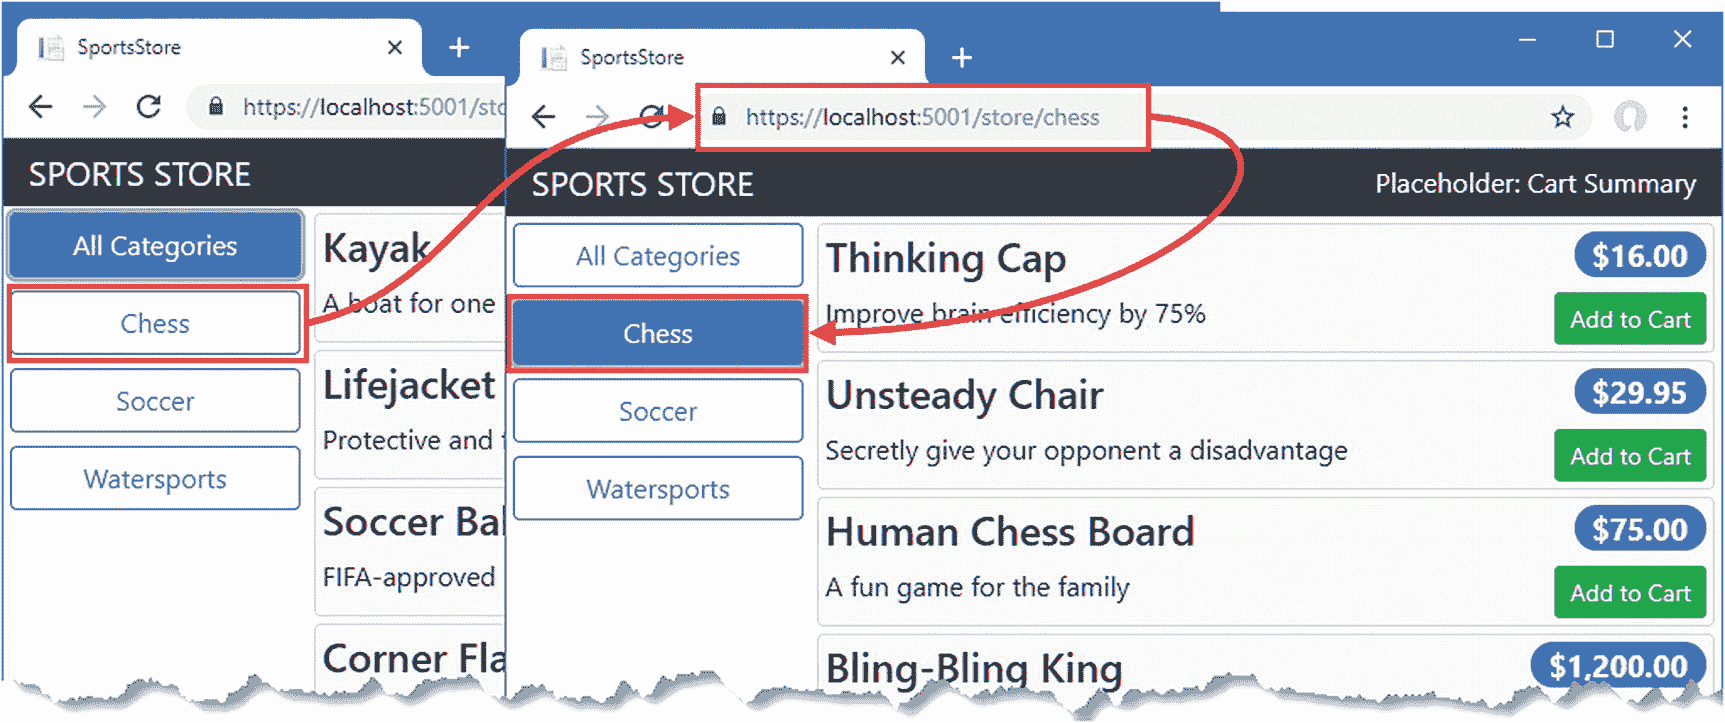 SportsStore
https://localhost:5001/sto
SPORTS STORE
All Categories
Chess
Soccer
Watersports
Kayak
A boat for one
Lifejacket
Protective and
Soccer Bal
FIFA-approved
Corner Fla
SportsStore
https://localhost:5001/store/chess
SPORTS STORE
Placeholder: Cart Summary
All Categories
Chess
Soccer
Watersports
Thinking Cap
$16.00
Improve brain efficiency by 75%
Add to Cart
Unsteady Chair
$29.95
Secretly give your opponent a disadvantage
Add to Cart
Human Chess Board
$75.00
A fun game for the family
Add to Cart
Bling-Bling King
$1,200.00